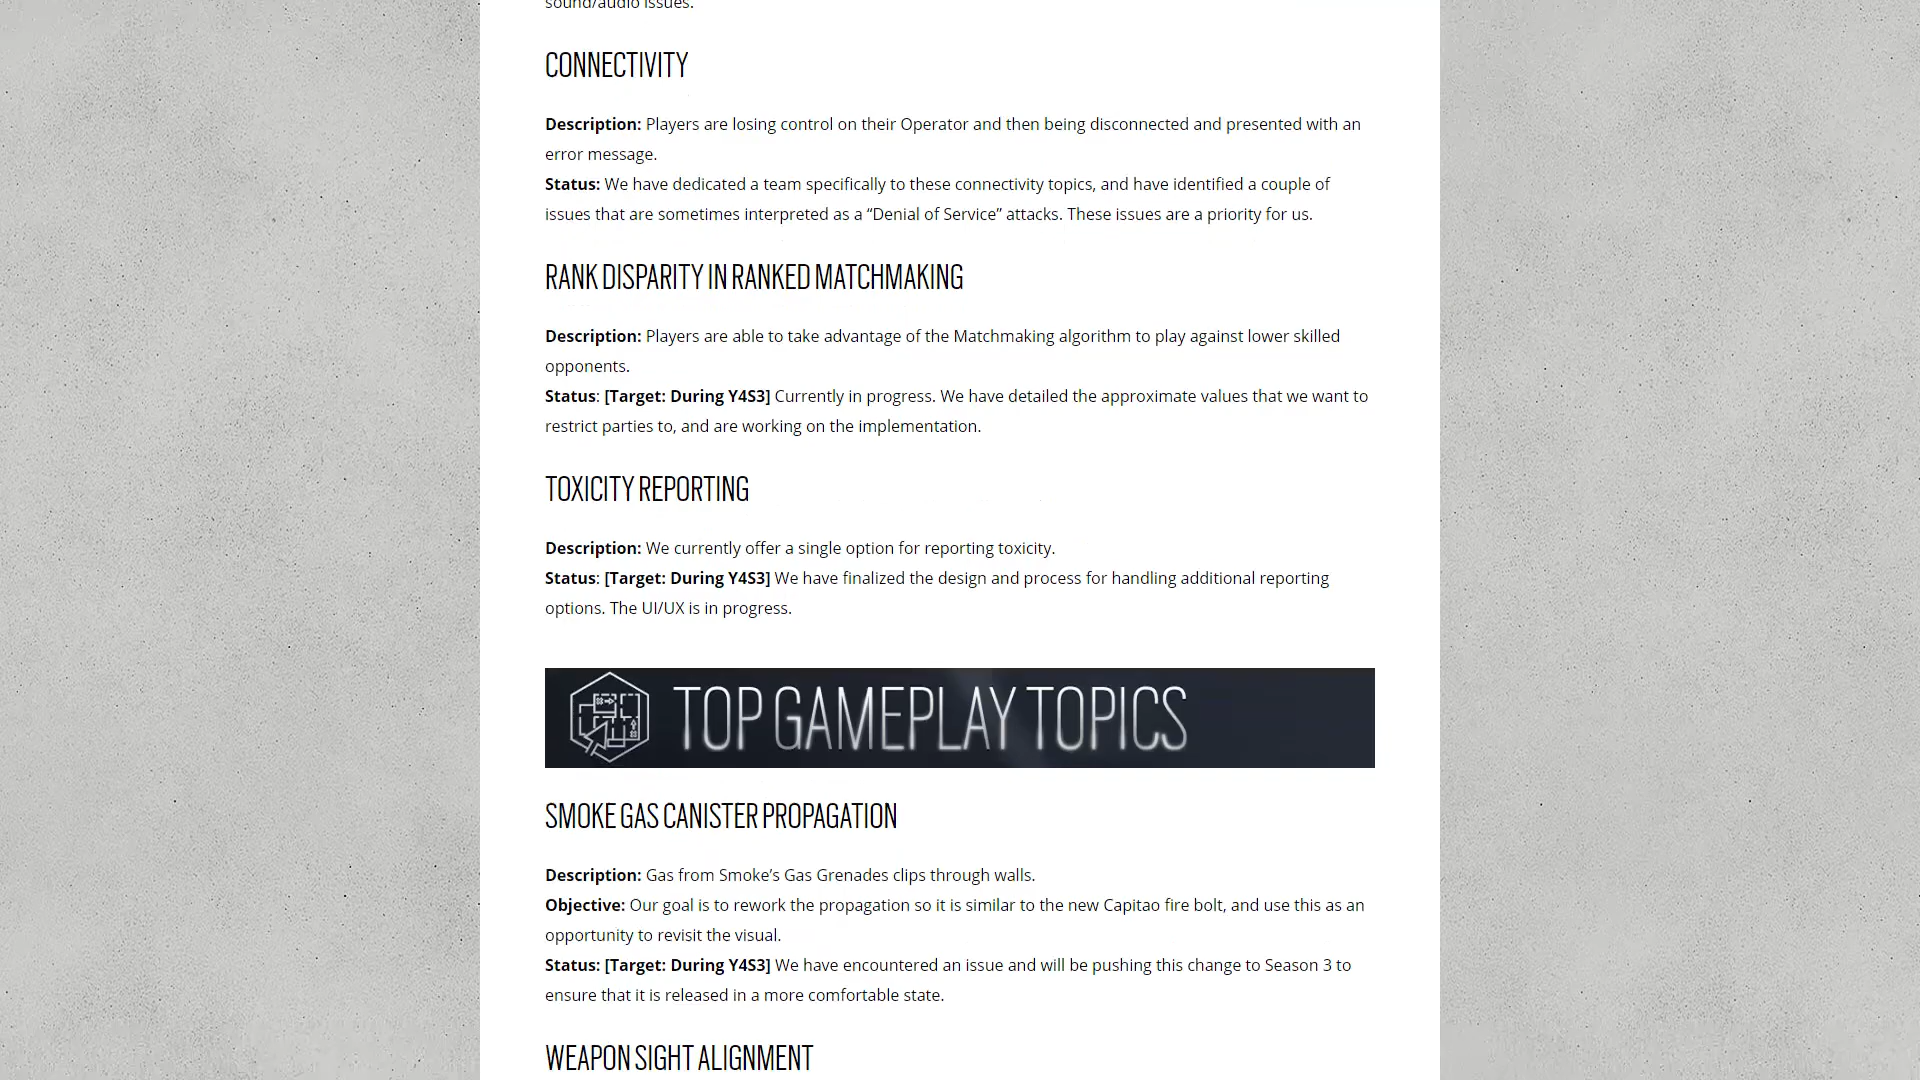 sound/audio issues.
CONNECTIVITY
Description: Players are losing control on their Operator and then being disconnected and presented with an
error message.
Status: We have dedicated a team specifically to these connectivity topics, and have identified a couple of
issues that are sometimes interpreted as a “Denial of Service” attacks. These issues are a priority for us.
RANK DISPARITY IN RANKED MATCHMAKING
Description: Players are able to take advantage of the Matchmaking algorithm to play against lower skilled
opponents.
Status: [Target: During Y4S3] Currently in progress. We have detailed the approximate values that we want to
restrict parties to, and are working on the implementation.
TOXICITY REPORTING
Description: We currently offer a single option for reporting toxicity.
Status: [Target: During Y4S3] We have finalized the design and process for handling additional reporting
options. The UI/UX is in progress.
TOP GAMEPLAY TOPICS
SMOKE GAS CANISTER PROPAGATION
Description: Gas from Smoke’s Gas Grenades clips through walls.
Objective: Our goal is to rework the propagation so it is similar to the new Capitao fire bolt, and use this as an
opportunity to revisit the visual.
Status: [Target: During Y4S3] We have encountered an issue and will be pushing this change to Season 3 to
ensure that it is released in a more comfortable state.
WEAPON SIGHT ALIGNMENT